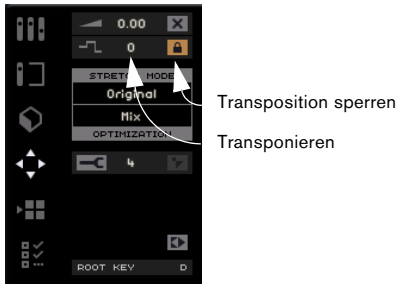 0.00
0
STRETCH MODE
Original
Mix
OPTIMIZATION
4
ROOT KEY D
Transposition sperren
Transponieren